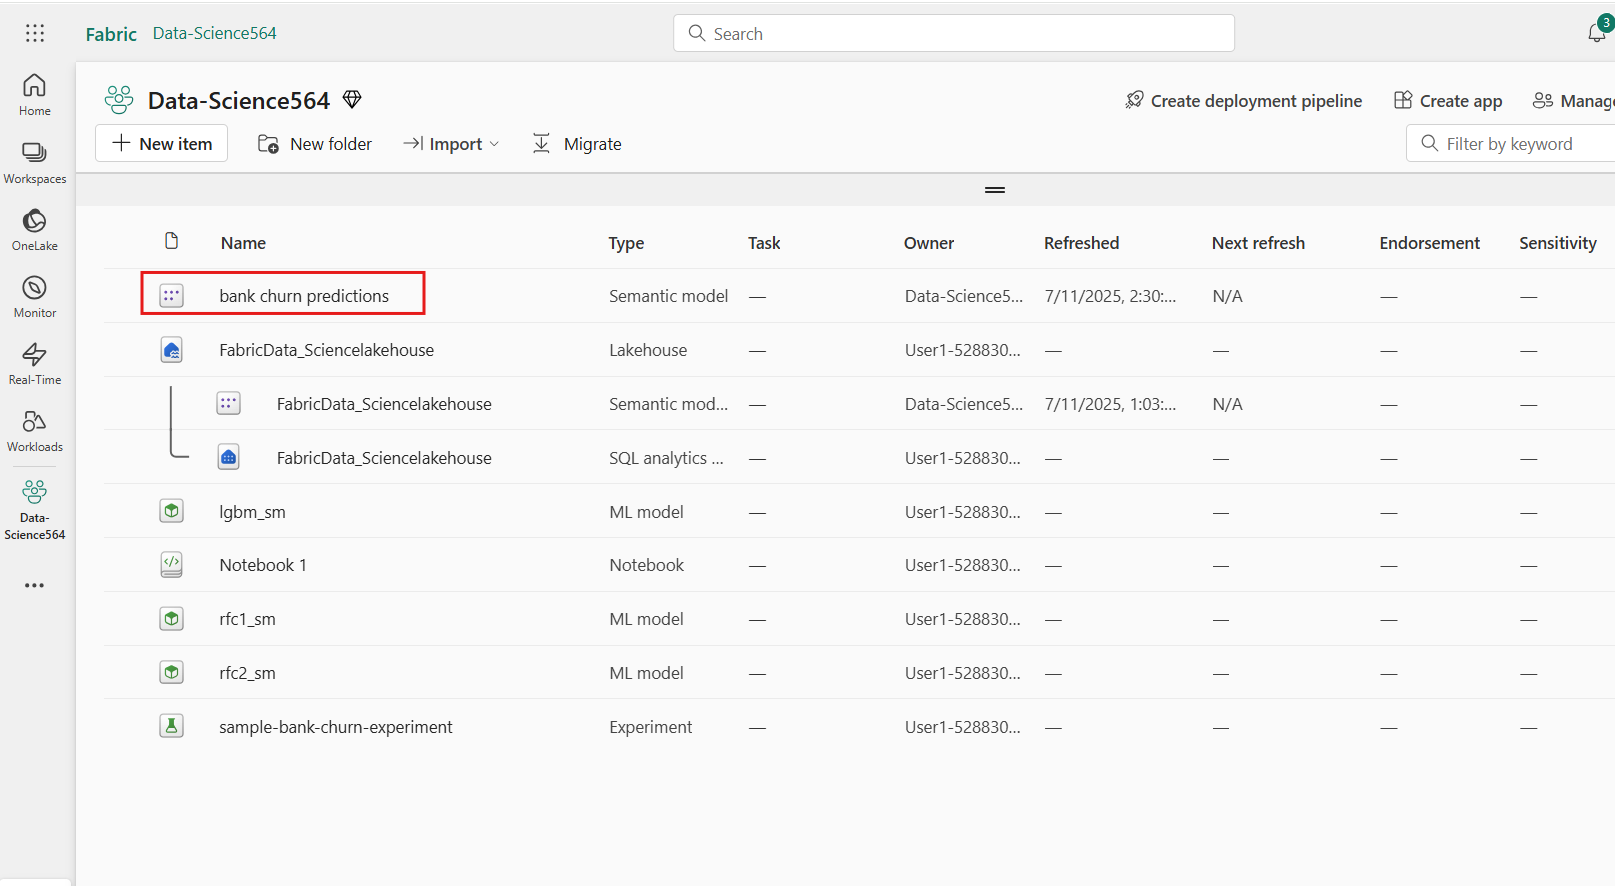 Fabric Data-Science564 Search 3
Home
Workspaces
OneLake
Monitor
Real-Time
Workloads
Data-
Science564
Data-Science564 Create deployment pipeline Create app Manage
New item New folder Import Migrate Filter by keyword
Name Type Task Owner Refreshed Next refresh Endorsement Sensitivity
bank churn predictions Semantic model — Data-Science5... 7/11/2025, 2:30:... N/A — —
FabricData_Sciencelakehouse Lakehouse — User1-528830... — — — —
FabricData_Sciencelakehouse Semantic mod... — Data-Science5... 7/11/2025, 1:03:... N/A — —
FabricData_Sciencelakehouse SQL analytics ... — User1-528830... — — — —
lgbm_sm ML model — User1-528830... — — — —
Notebook 1 Notebook — User1-528830... — — — —
rfc1_sm ML model — User1-528830... — — — —
rfc2_sm ML model — User1-528830... — — — —
sample-bank-churn-experiment Experiment — User1-528830... — — — —